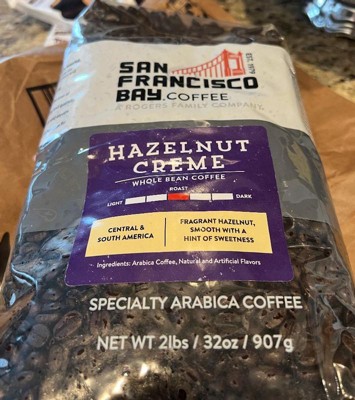 SAN
FRANCISCO
BAY COFFEE
EST. 1979
A ROGERS FAMILY COMPANY
HAZELNUT
CREME
WHOLE BEAN COFFEE
ROAST
LIGHT DARK
CENTRAL &
SOUTH AMERICA
FRAGRANT HAZELNUT,
SMOOTH WITH A
HINT OF SWEETNESS
Ingredients: Arabica Coffee, Natural and Artificial Flavors
SPECIALTY ARABICA COFFEE
NET WT 2lbs / 32oz / 907g